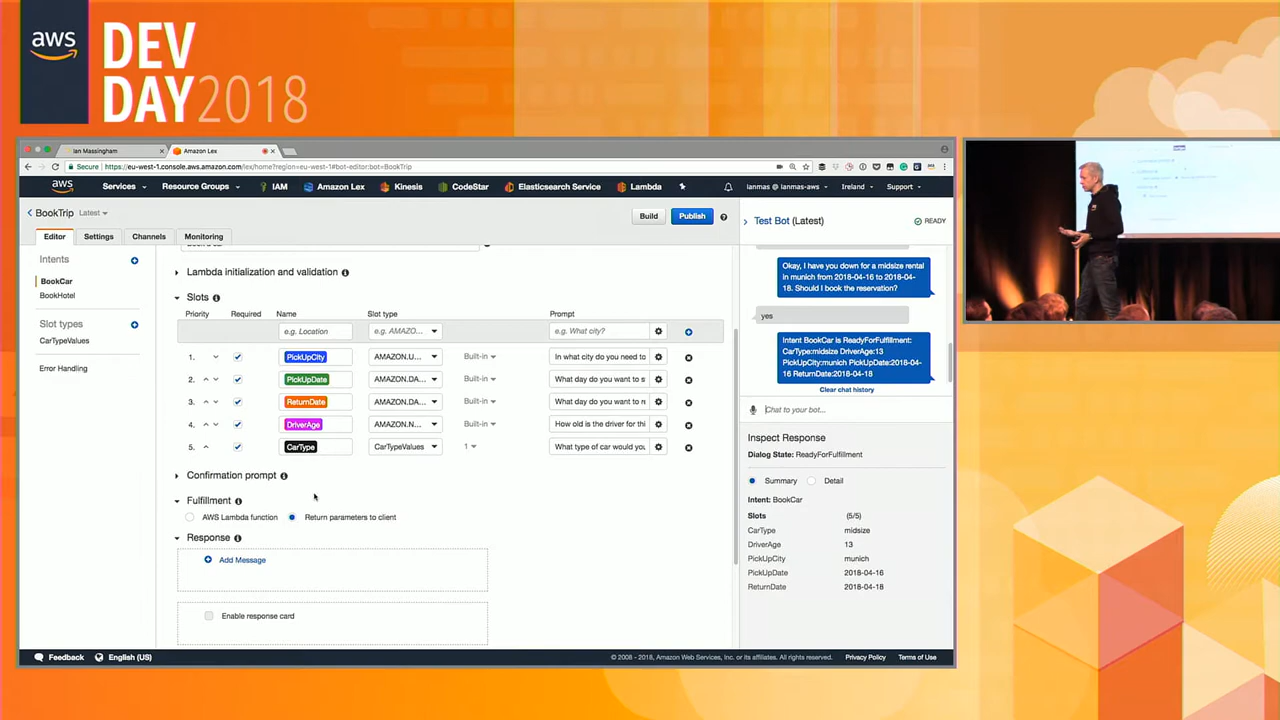 aws
DEV
DAY2018
Ian Massingham
Amazon Lex
Secure
https://eu-west-1.console.aws.amazon.com/lex/home?region=eu-west-1#bot-editor:bot=BookTrip
aws
Services
Resource Groups
IAM
Amazon Lex
Kinesis
CodeStar
Elasticsearch Service
Lambda
ianmas @ ianmas-aws
Ireland
Support
BookTrip
Latest
Build
Publish
Test Bot (Latest)
READY
Editor
Settings
Channels
Monitoring
Intents
BookCar
BookHotel
Slot types
CarTypeValues
Error Handling
Lambda initialization and validation
Slots
Priority
Required
Name
Slot type
Prompt
e.g. Location
e.g. AMAZO...
e.g. What city?
1.
PickUpCity
AMAZON.U...
Built-in
In what city do you need to
2.
PickUpDate
AMAZON.DA...
Built-in
What day do you want to s
3.
ReturnDate
AMAZON.DA...
Built-in
What day do you want to r
4.
DriverAge
AMAZON.N...
Built-in
How old is the driver for thi
5.
CarType
CarTypeValues
1
What type of car would you
Confirmation prompt
Fulfillment
AWS Lambda function
Return parameters to client
Response
Add Message
Enable response card
Okay, I have you down for a midsize rental
in munich from 2018-04-16 to 2018-04-
18. Should I book the reservation?
yes
Intent BookCar is ReadyForFulfillment:
CarType:midsize DriverAge:13
PickUpCity:munich PickUpDate:2018-04-
16 ReturnDate:2018-04-18
Clear chat history
Chat to your bot...
Inspect Response
Dialog State: ReadyForFulfillment
Summary
Detail
Intent: BookCar
Slots
(5/5)
CarType
midsize
DriverAge
13
PickUpCity
munich
PickUpDate
2018-04-16
ReturnDate
2018-04-18
Feedback
English (US)
© 2008 - 2018, Amazon Web Services, Inc. or its affiliates. All rights reserved.
Privacy Policy
Terms of Use